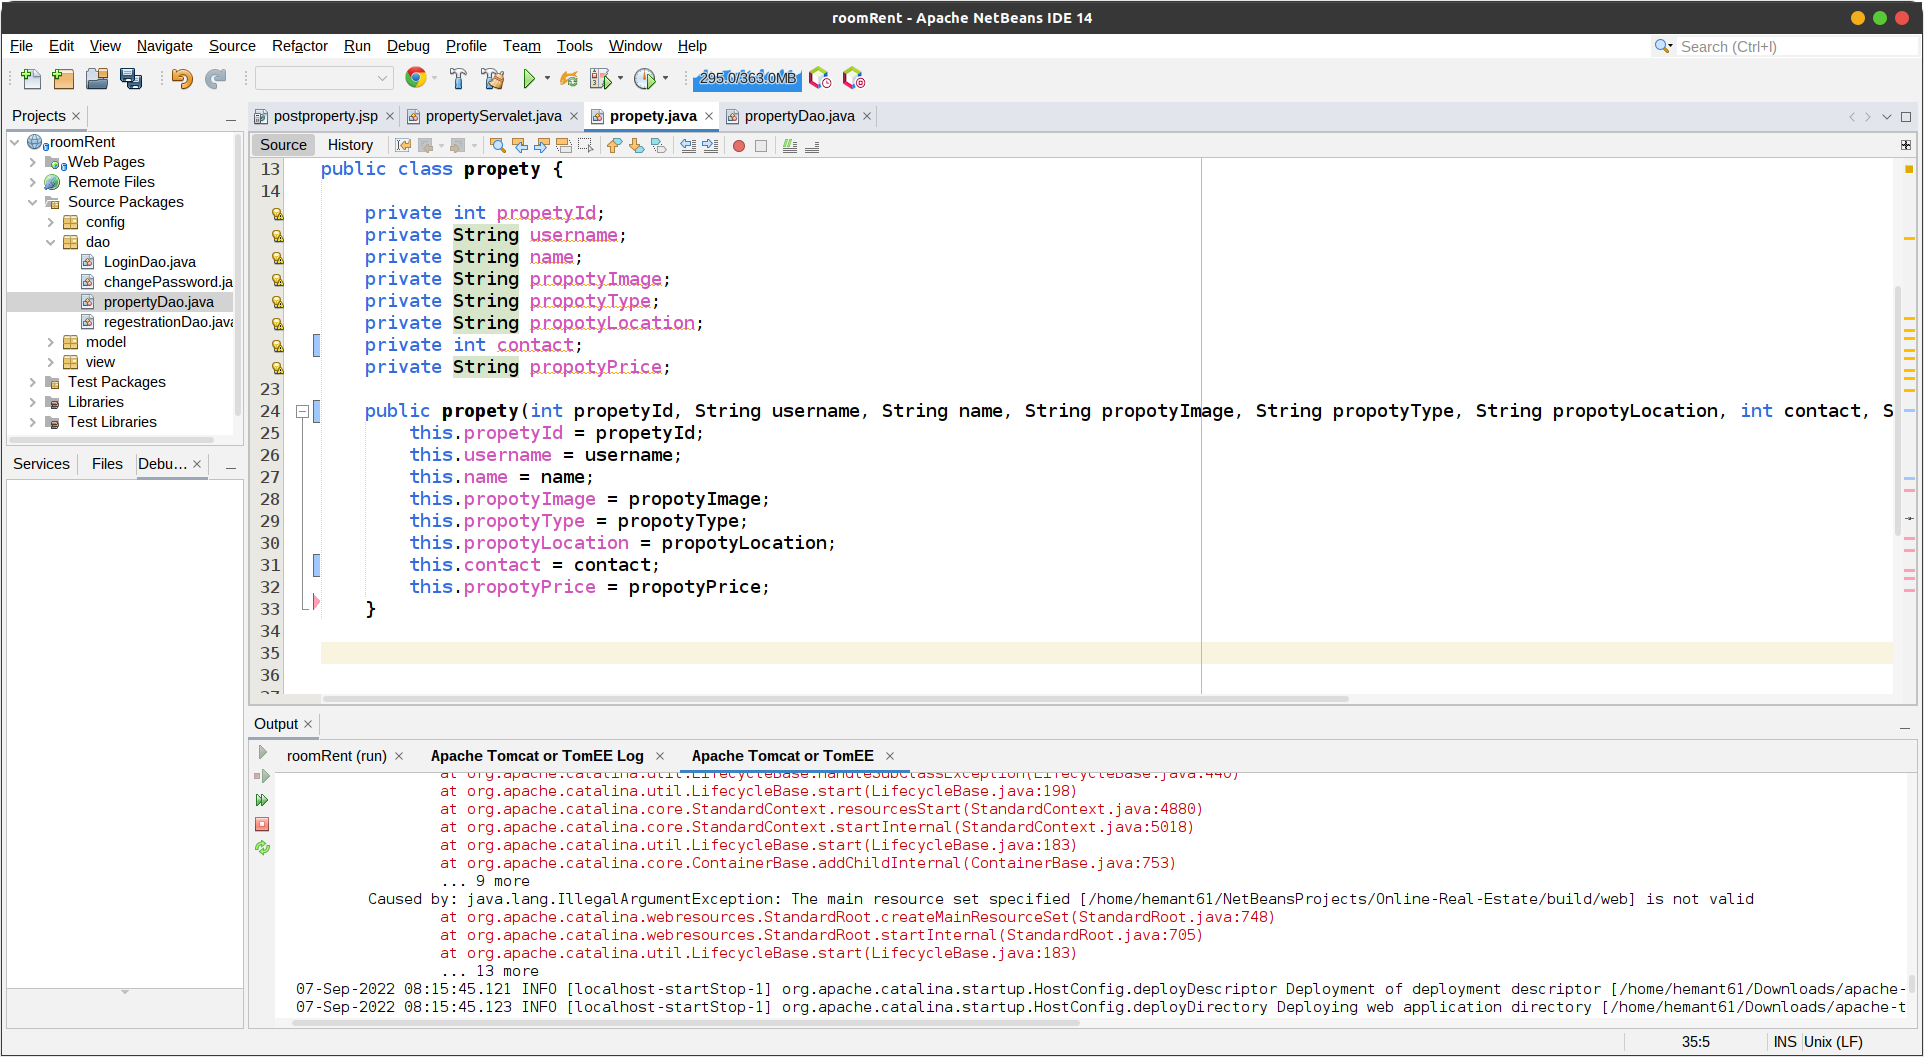 roomRent - Apache NetBeans IDE 14
File Edit View Navigate Source Refactor Run Debug Profile Team Tools Window Help
Search (Ctrl+I)
295.0/363.0MB
Projects
roomRent
Web Pages
Remote Files
Source Packages
config
dao
LoginDao.java
changePassword.ja
propertyDao.java
regestrationDao.java
model
view
Test Packages
Libraries
Test Libraries
Services Files Debu...
postproperty.jsp propertyServalet.java propety.java propertyDao.java
Source History
13 public class propety {
14
private int propetyId;
private String username;
private String name;
private String propotyImage;
private String propotyType;
private String propotyLocation;
private int contact;
private String propotyPrice;
23
24 public propety(int propetyId, String username, String name, String propotyImage, String propotyType, String propotyLocation, int contact, S
25 this.propetyId = propetyId;
26 this.username = username;
27 this.name = name;
28 this.propotyImage = propotyImage;
29 this.propotyType = propotyType;
30 this.propotyLocation = propotyLocation;
31 this.contact = contact;
32 this.propotyPrice = propotyPrice;
33 }
34
35
36
Output
roomRent (run) Apache Tomcat or TomEE Log Apache Tomcat or TomEE
at org.apache.catalina.util.LifecycleBase.handleSubClassException(LifecycleBase.java:440)
at org.apache.catalina.util.LifecycleBase.start(LifecycleBase.java:198)
at org.apache.catalina.core.StandardContext.resourcesStart(StandardContext.java:4880)
at org.apache.catalina.core.StandardContext.startInternal(StandardContext.java:5018)
at org.apache.catalina.util.LifecycleBase.start(LifecycleBase.java:183)
at org.apache.catalina.core.ContainerBase.addChildInternal(ContainerBase.java:753)
... 9 more
Caused by: java.lang.IllegalArgumentException: The main resource set specified [/home/hemant61/NetBeansProjects/Online-Real-Estate/build/web] is not valid
at org.apache.catalina.webresources.StandardRoot.createMainResourceSet(StandardRoot.java:748)
at org.apache.catalina.webresources.StandardRoot.startInternal(StandardRoot.java:705)
at org.apache.catalina.util.LifecycleBase.start(LifecycleBase.java:183)
... 13 more
07-Sep-2022 08:15:45.121 INFO [localhost-startStop-1] org.apache.catalina.startup.HostConfig.deployDescriptor Deployment of deployment descriptor [/home/hemant61/Downloads/apache-
07-Sep-2022 08:15:45.123 INFO [localhost-startStop-1] org.apache.catalina.startup.HostConfig.deployDirectory Deploying web application directory [/home/hemant61/Downloads/apache-t
35:5 INS Unix (LF)